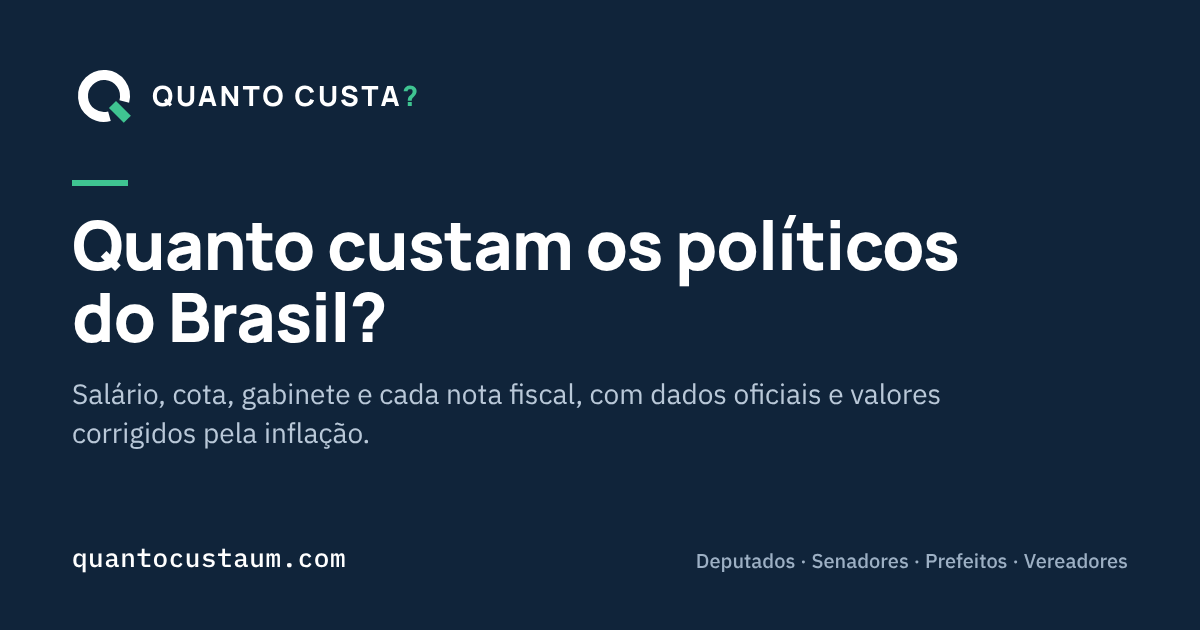 QUANTO CUSTA?
Quanto custam os políticos
do Brasil?
Salário, cota, gabinete e cada nota fiscal, com dados oficiais e valores
corrigidos pela inflação.
quantocustaum.com
Deputados · Senadores · Prefeitos · Vereadores